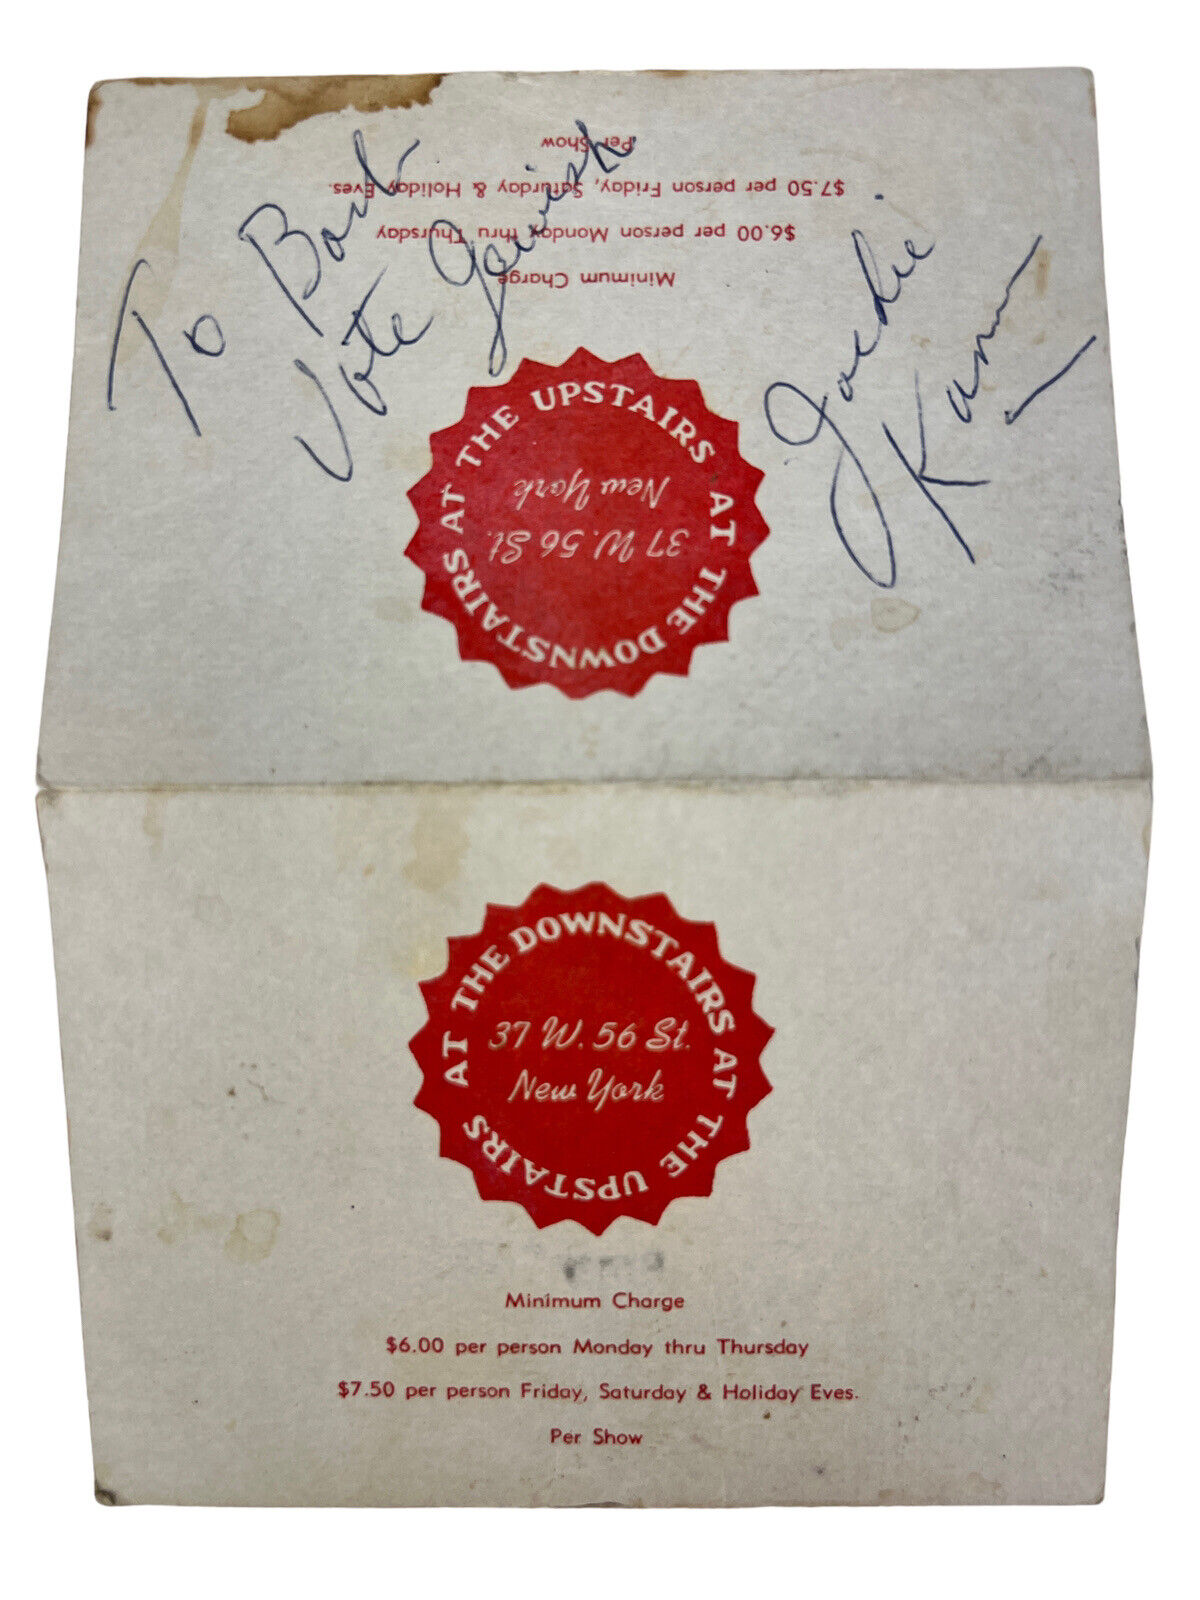 To Barb
Vote Jewish
Jackie
Kannon
Per Show
$7.50 per person Friday, Saturday & Holiday Eves.
$6.00 per person Monday thru Thursday
Minimum Charge
AT THE UPSTAIRS AT THE DOWNSTAIRS
37 W. 56 St.
New York
AT THE DOWNSTAIRS AT THE UPSTAIRS
37 W. 56 St.
New York
Minimum Charge
$6.00 per person Monday thru Thursday
$7.50 per person Friday, Saturday & Holiday Eves.
Per Show